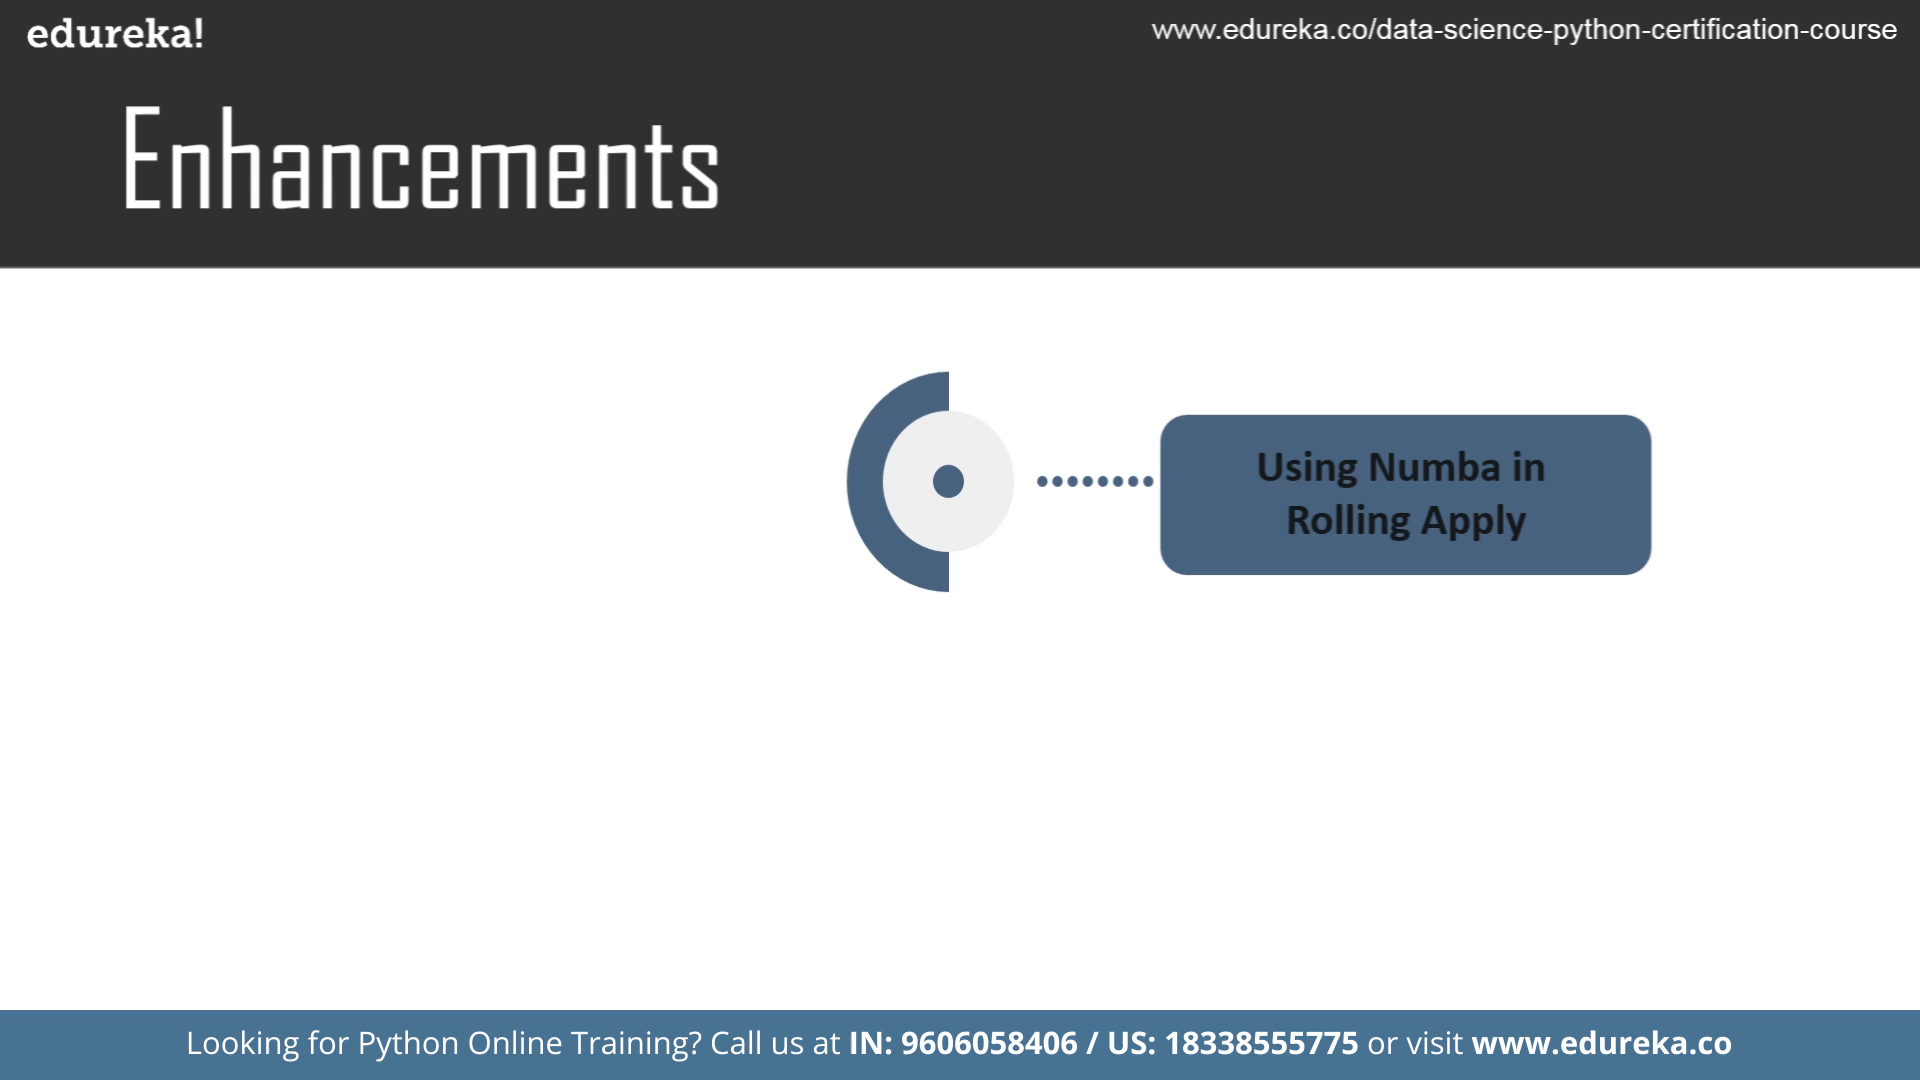 edureka!
www.edureka.co/data-science-python-certification-course
Enhancements
Using Numba in
Rolling Apply
Looking for Python Online Training? Call us at IN: 9606058406 / US: 18338555775 or visit www.edureka.co